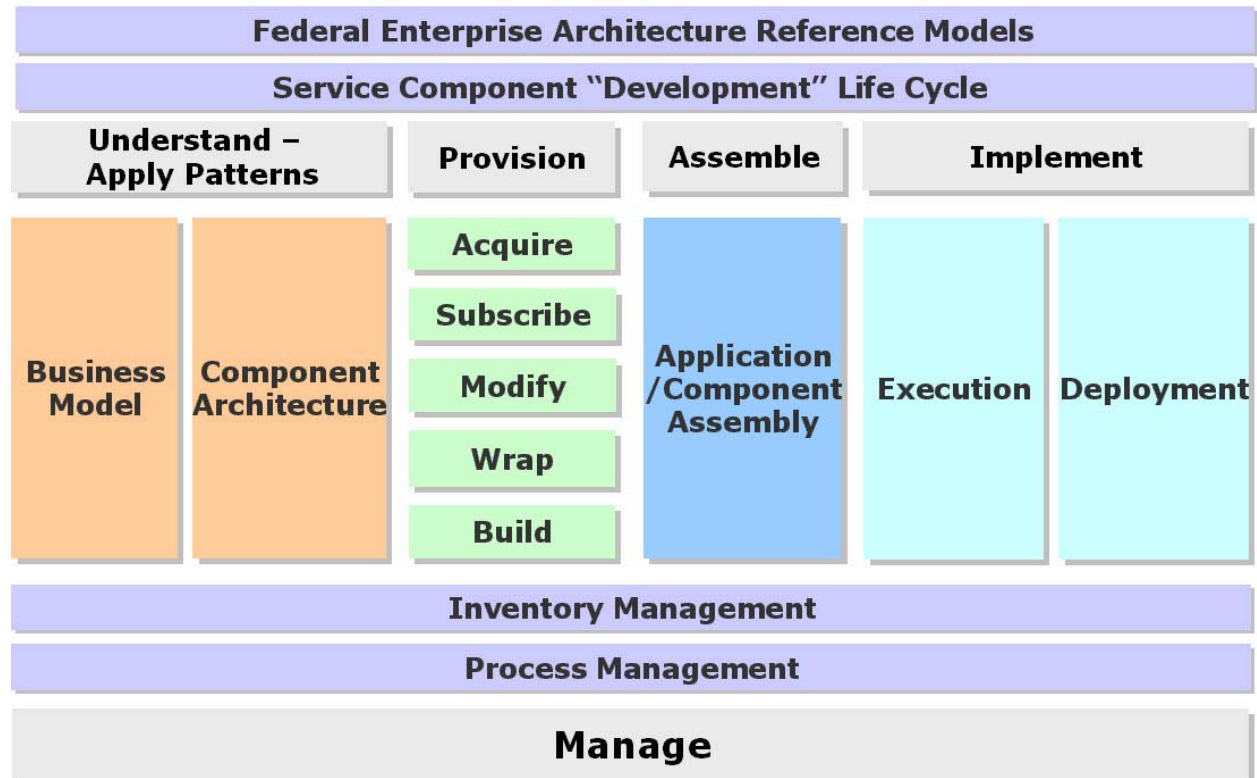 Federal Enterprise Architecture Reference Models
Service Component “Development” Life Cycle
Understand –
Apply Patterns
Provision
Assemble
Implement
Business
Model
Component
Architecture
Acquire
Subscribe
Modify
Wrap
Build
Application
/Component
Assembly
Execution
Deployment
Inventory Management
Process Management
Manage